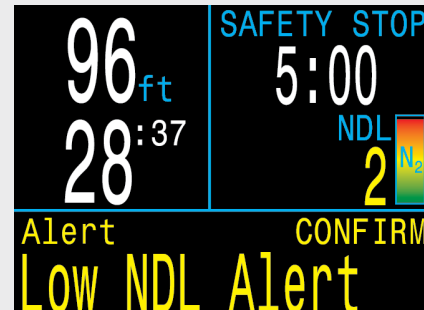 96ft
28:37
SAFETY STOP
5:00
NDL
2
N₂
Alert CONFIRM
Low NDL Alert